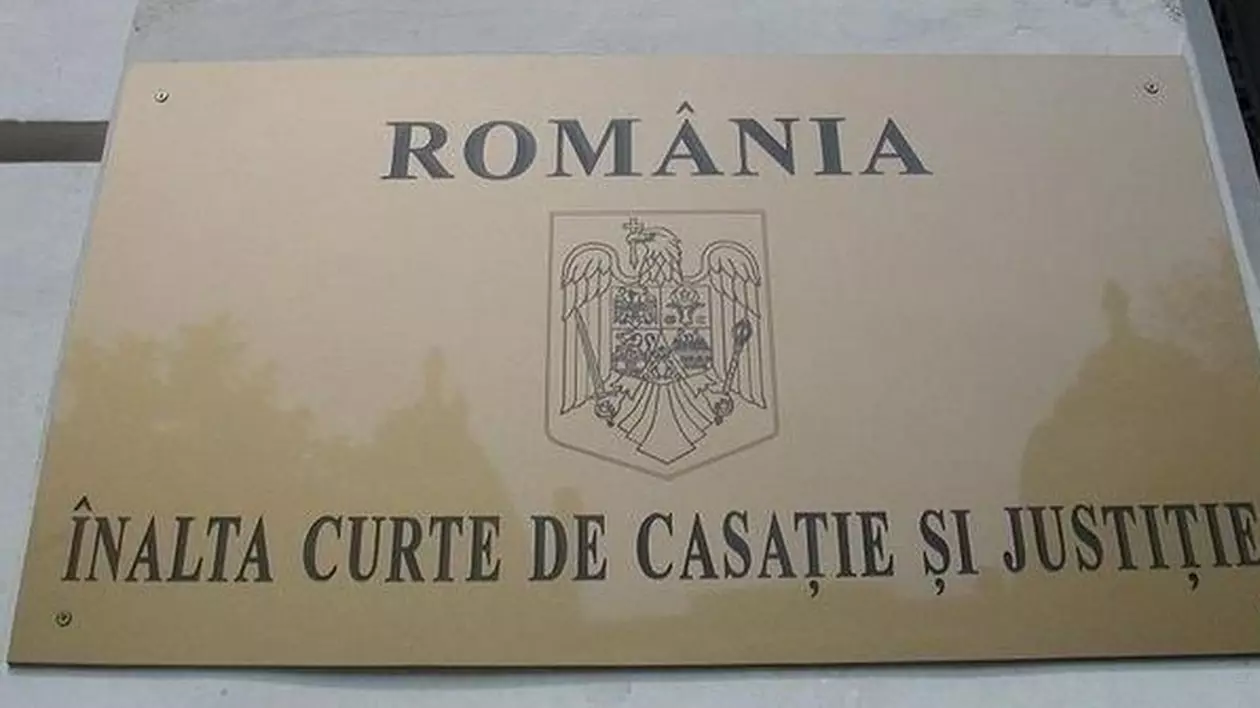 ROMÂNIA
ÎNALTA CURTE DE CASAȚIE ȘI JUSTIȚIE